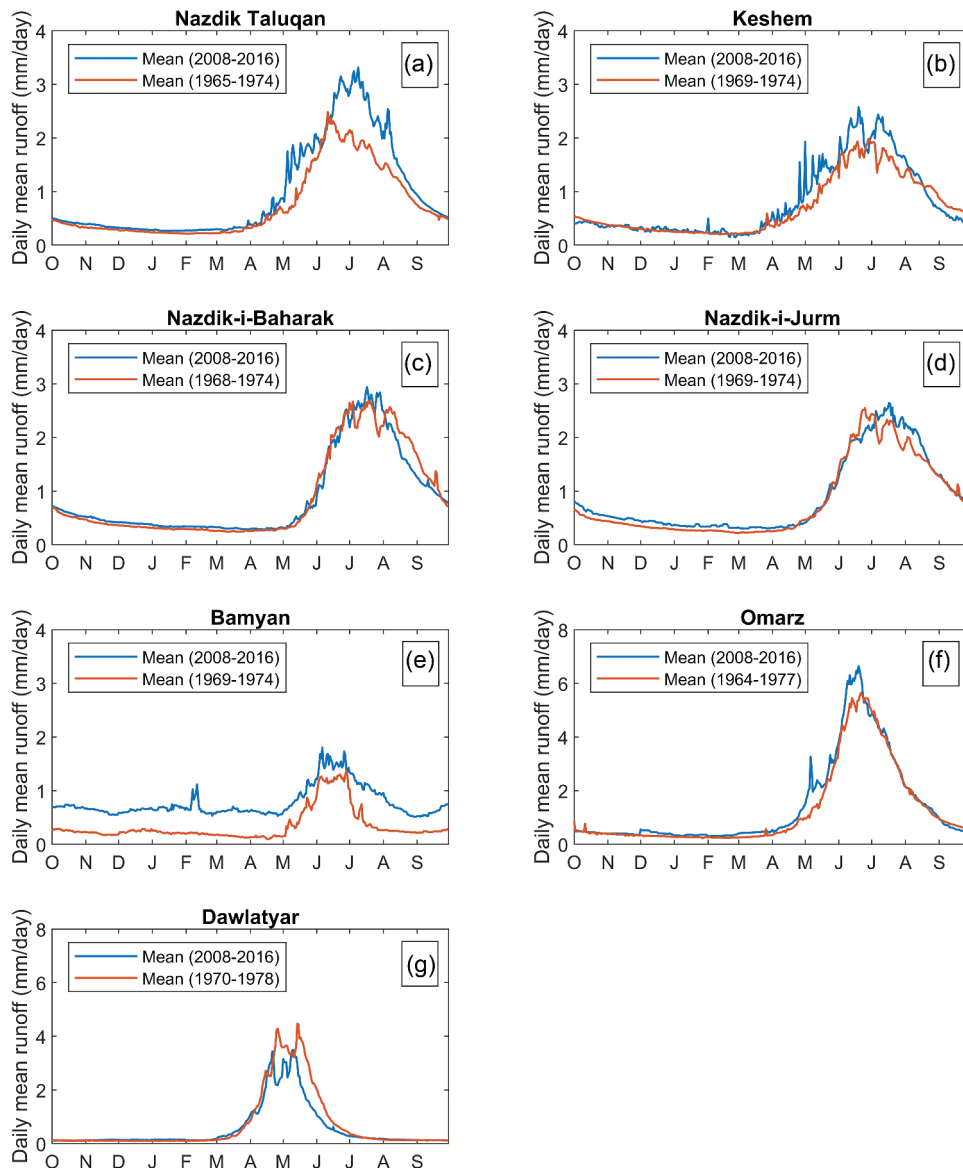 Nazdik Taluqan
Daily mean runoff (mm/day)
4
3
2
1
0
Mean (2008-2016)
Mean (1965-1974)
(a)
O N D J F M A M J J A S
Keshem
Daily mean runoff (mm/day)
4
3
2
1
0
Mean (2008-2016)
Mean (1969-1974)
(b)
O N D J F M A M J J A S
Nazdik-i-Baharak
Daily mean runoff (mm/day)
4
3
2
1
0
Mean (2008-2016)
Mean (1968-1974)
(c)
O N D J F M A M J J A S
Nazdik-i-Jurm
Daily mean runoff (mm/day)
4
3
2
1
0
Mean (2008-2016)
Mean (1969-1974)
(d)
O N D J F M A M J J A S
Bamyan
Daily mean runoff (mm/day)
4
3
2
1
0
Mean (2008-2016)
Mean (1969-1974)
(e)
O N D J F M A M J J A S
Omarz
Daily mean runoff (mm/day)
8
6
4
2
0
Mean (2008-2016)
Mean (1964-1977)
(f)
O N D J F M A M J J A S
Dawlatyar
Daily mean runoff (mm/day)
8
6
4
2
0
Mean (2008-2016)
Mean (1970-1978)
(g)
O N D J F M A M J J A S